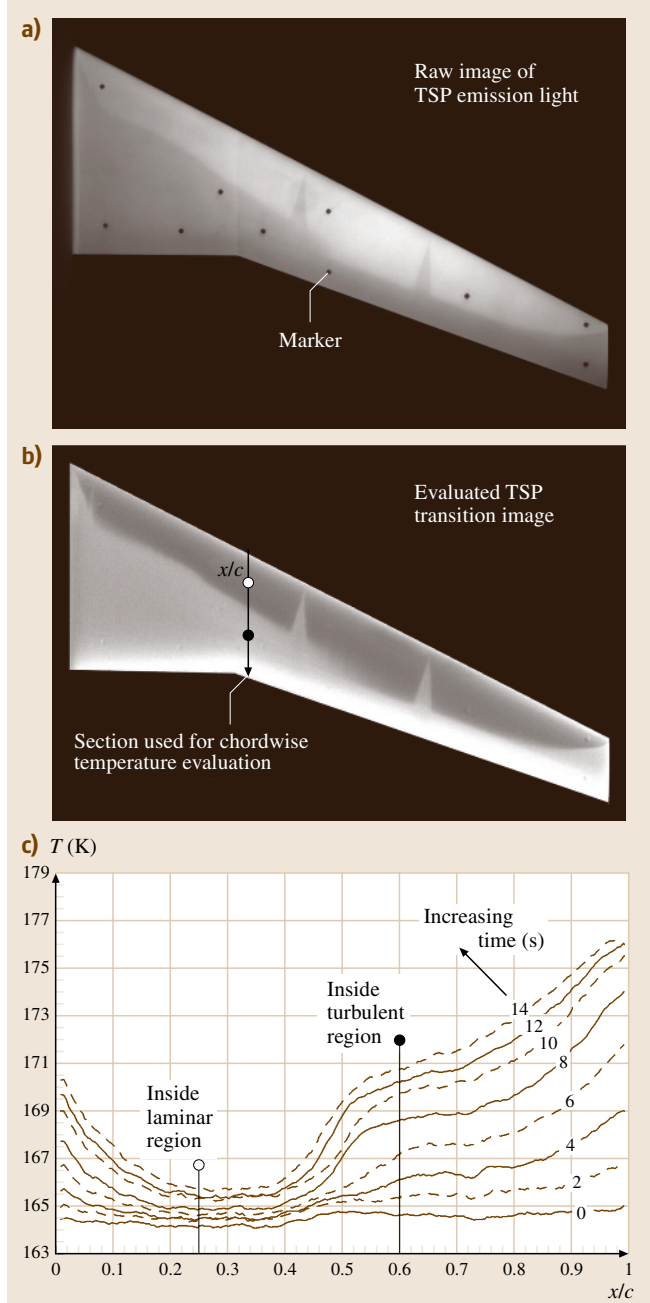 a)
Raw image of
TSP emission light
Marker
b)
Evaluated TSP
transition image
x/c
Section used for chordwise
temperature evaluation
c) T (K)
179
177
175
173
171
169
167
165
163
Increasing
time (s)
Inside
turbulent
region
Inside
laminar
region
14
12
10
8
6
4
2
0
0 0.1 0.2 0.3 0.4 0.5 0.6 0.7 0.8 0.9 1
x/c